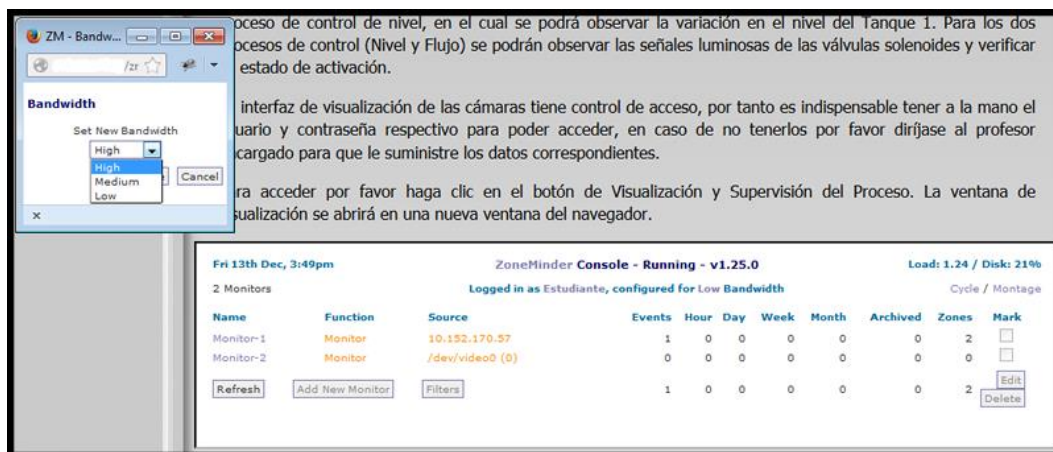 ZM - Bandw...
/zr
Bandwidth
Set New Bandwidth
High
High
Medium
Low
Cancel
x
oceso de control de nivel, en el cual se podrá observar la variación en el nivel del Tanque 1. Para los dos
ocesos de control (Nivel y Flujo) se podrán observar las señales luminosas de las válvulas solenoides y verificar
estado de activación.
interfaz de visualización de las cámaras tiene control de acceso, por tanto es indispensable tener a la mano el
uario y contraseña respectivo para poder acceder, en caso de no tenerlos por favor diríjase al profesor
cargado para que le suministre los datos correspondientes.
ra acceder por favor haga clic en el botón de Visualización y Supervisión del Proceso. La ventana de
sualización se abrirá en una nueva ventana del navegador.
Fri 13th Dec, 3:49pm ZoneMinder Console - Running - v1.25.0 Load: 1.24 / Disk: 21%
2 Monitors Logged in as Estudiante, configured for Low Bandwidth Cycle / Montage
Name Function Source Events Hour Day Week Month Archived Zones Mark
Monitor-1 Monitor 10.152.170.57 1 0 0 0 0 0 2
Monitor-2 Monitor /dev/video0 (0) 0 0 0 0 0 0 0
Refresh Add New Monitor Filters 1 0 0 0 0 0 2 Edit
Delete